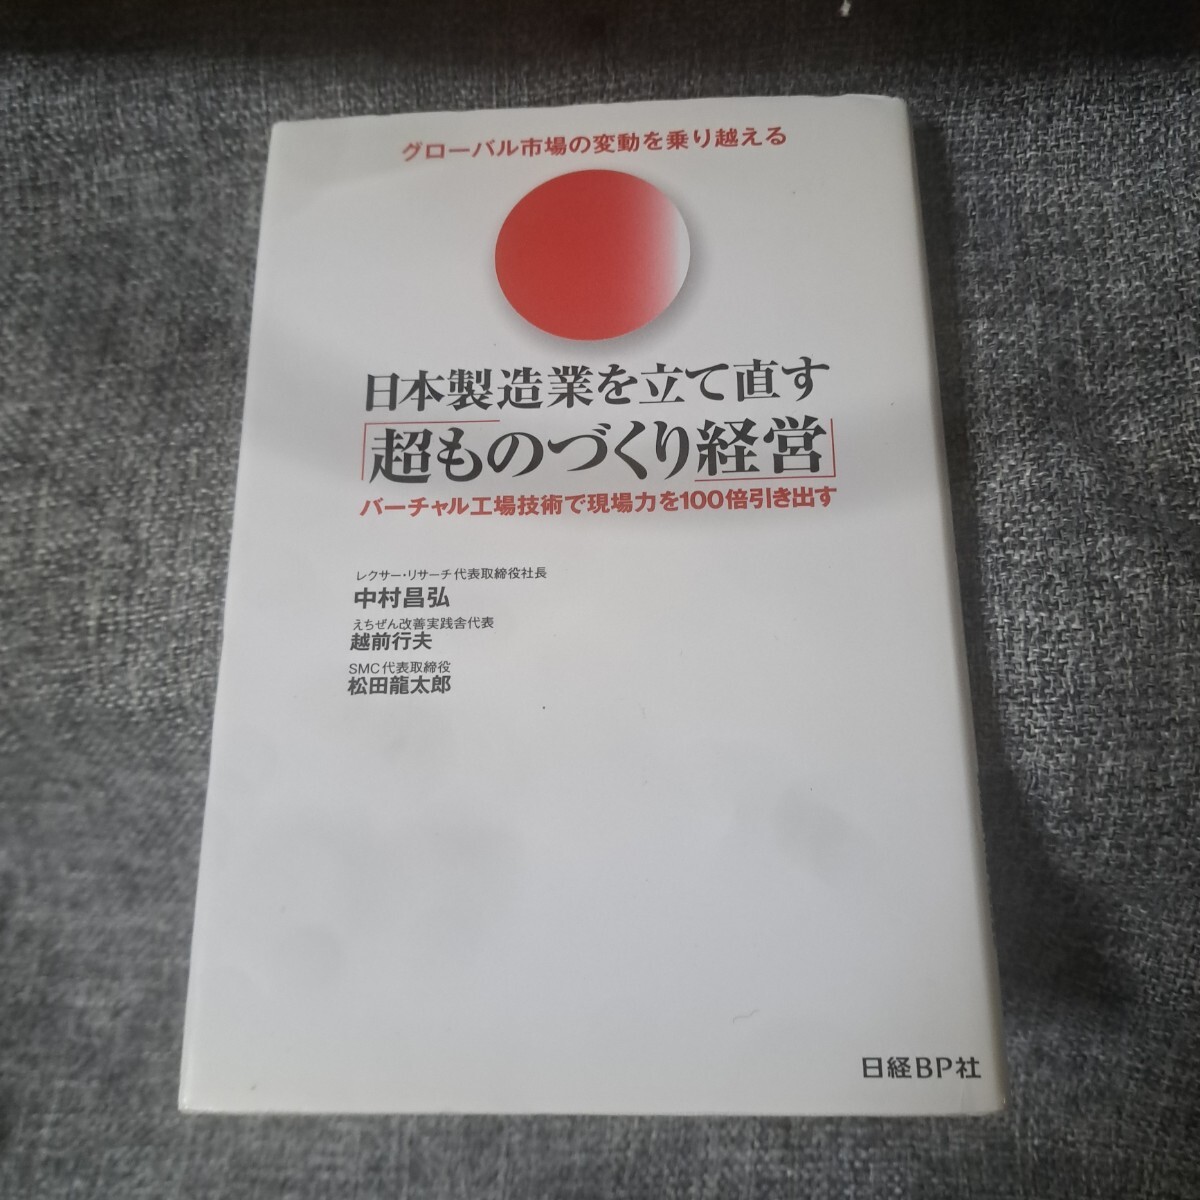 グローバル市場の変動を乗り越える
日本製造業を立て直す
「超ものづくり経営」
バーチャル工場技術で現場力を100倍引き出す
レクサー・リサーチ代表取締役社長
中村昌弘
えちぜん改善実践舎代表
越前行夫
SMC代表取締役
松田龍太郎
日経BP社